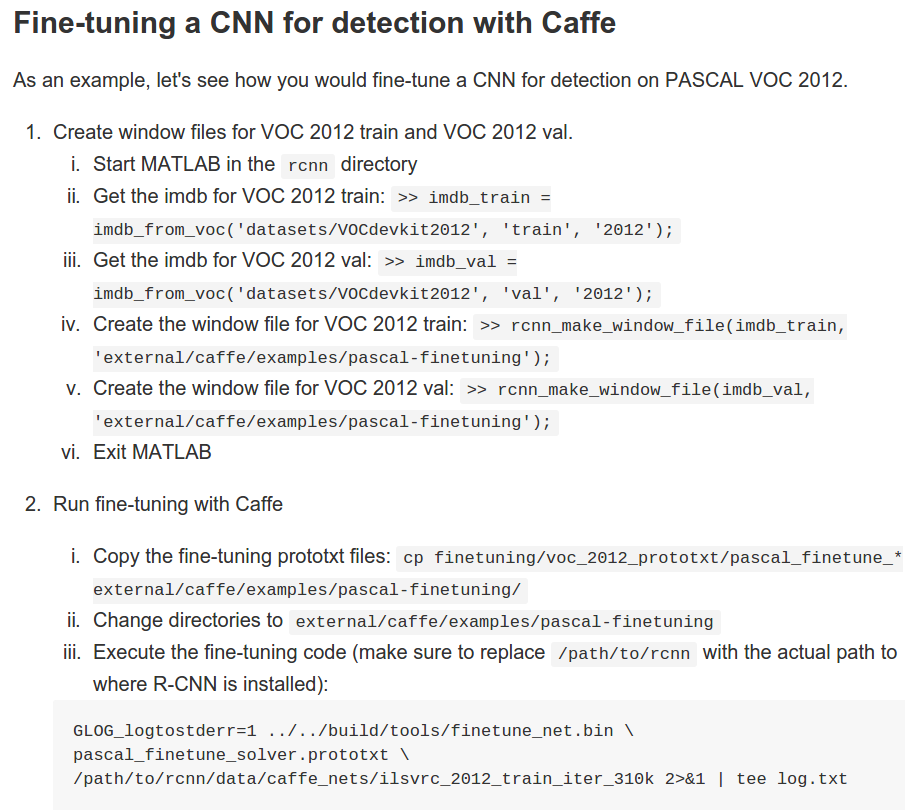 Fine-tuning a CNN for detection with Caffe
As an example, let's see how you would fine-tune a CNN for detection on PASCAL VOC 2012.
1. Create window files for VOC 2012 train and VOC 2012 val.
i. Start MATLAB in the rcnn directory
ii. Get the imdb for VOC 2012 train: >> imdb_train =
imdb_from_voc('datasets/VOCdevkit2012', 'train', '2012');
iii. Get the imdb for VOC 2012 val: >> imdb_val =
imdb_from_voc('datasets/VOCdevkit2012', 'val', '2012');
iv. Create the window file for VOC 2012 train: >> rcnn_make_window_file(imdb_train,
'external/caffe/examples/pascal-finetuning');
v. Create the window file for VOC 2012 val: >> rcnn_make_window_file(imdb_val,
'external/caffe/examples/pascal-finetuning');
vi. Exit MATLAB
2. Run fine-tuning with Caffe
i. Copy the fine-tuning prototxt files: cp finetuning/voc_2012_prototxt/pascal_finetune_*
external/caffe/examples/pascal-finetuning/
ii. Change directories to external/caffe/examples/pascal-finetuning
iii. Execute the fine-tuning code (make sure to replace /path/to/rcnn with the actual path to
where R-CNN is installed):
GLOG_logtostderr=1 ../../build/tools/finetune_net.bin \
pascal_finetune_solver.prototxt \
/path/to/rcnn/data/caffe_nets/ilsvrc_2012_train_iter_310k 2>&1 | tee log.txt